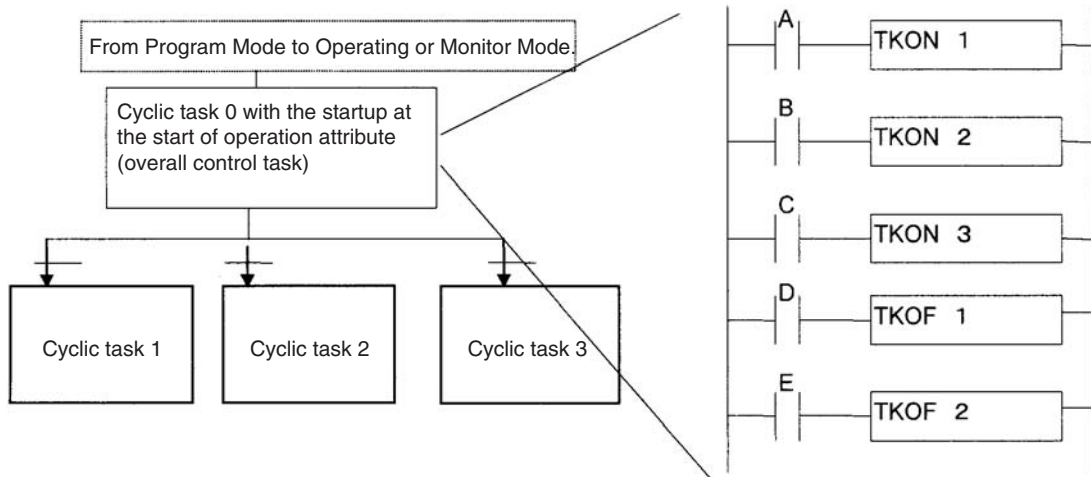 From Program Mode to Operating or Monitor Mode.
Cyclic task 0 with the startup at
the start of operation attribute
(overall control task)
Cyclic task 1
Cyclic task 2
Cyclic task 3
A
TKON 1
B
TKON 2
C
TKON 3
D
TKOF 1
E
TKOF 2